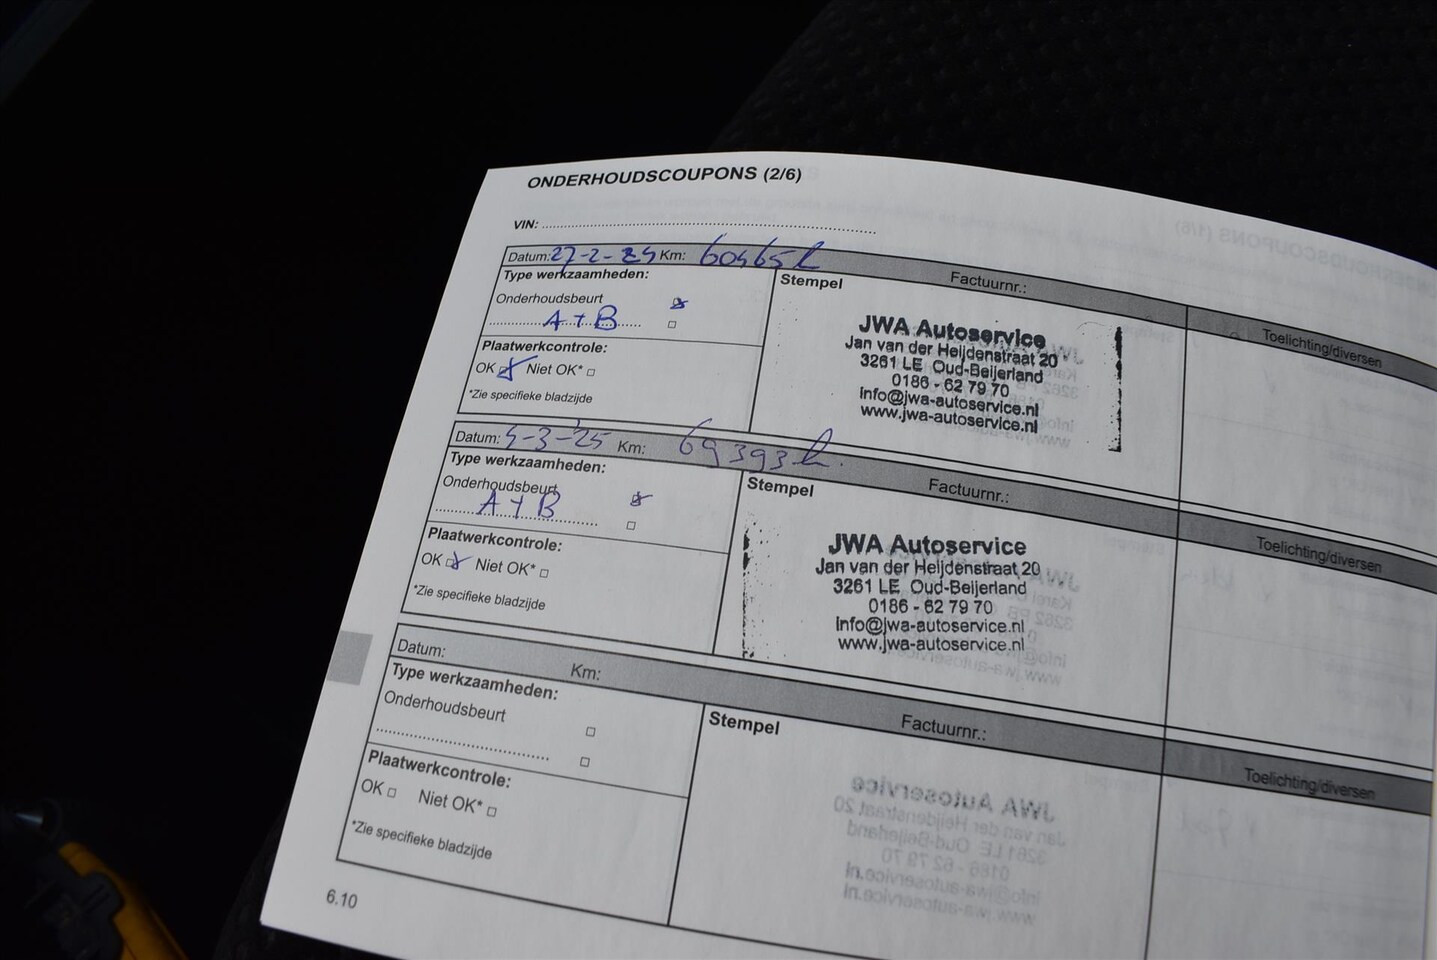 ONDERHOUDSCOUPONS (2/6)
VIN:
Datum: 27-2-24 Km: 60465h Factuurnr.: Toelichting/diversen
Type werkzaamheden:
Onderhoudsbeurt
A + B
Plaatwerkcontrole:
OK Niet OK*
*Zie specifieke bladzijde
Stempel
JWA Autoservice
Jan van der Heijdenstraat 20
3261 LE Oud-Beijerland
0186 - 62 79 70
info@jwa-autoservice.nl
www.jwa-autoservice.nl
Datum: 5-3-'25 Km: 69393h. Factuurnr.: Toelichting/diversen
Type werkzaamheden:
Onderhoudsbeurt
A + B
Plaatwerkcontrole:
OK Niet OK*
*Zie specifieke bladzijde
Stempel
JWA Autoservice
Jan van der Heijdenstraat 20
3261 LE Oud-Beijerland
0186 - 62 79 70
info@jwa-autoservice.nl
www.jwa-autoservice.nl
Datum: Km: Factuurnr.: Toelichting/diversen
Type werkzaamheden:
Onderhoudsbeurt
Plaatwerkcontrole:
OK Niet OK*
*Zie specifieke bladzijde
Stempel
6.10